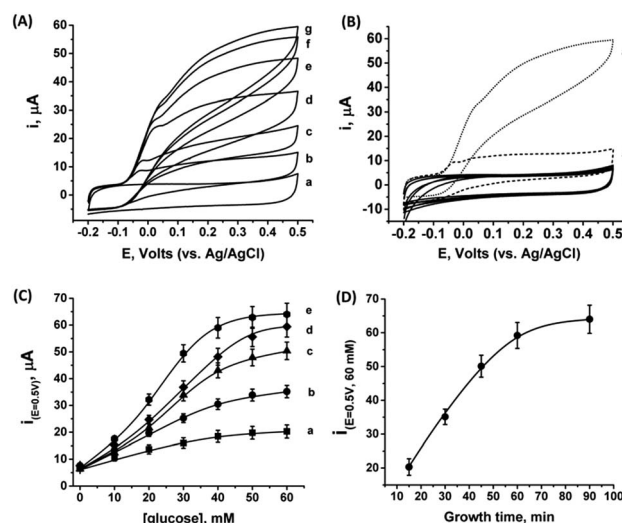 (A)
60
50
40
30
20
10
0
i, μA
g
f
e
d
c
b
a
-0.2 -0.1 0.0 0.1 0.2 0.3 0.4 0.5
E, Volts (vs. Ag/AgCl)
(B)
60
50
40
30
20
10
0
-10
i, μA
-0.2 -0.1 0.0 0.1 0.2 0.3 0.4 0.5
E, Volts (vs. Ag/AgCl)
(C)
70
60
50
40
30
20
10
0
i(E=0.5V), μA
e
d
c
b
a
0 10 20 30 40 50 60
[glucose], mM
(D)
70
60
50
40
30
20
i(E=0.5V, 60 mM)
10 20 30 40 50 60 70 80 90 100
Growth time, min